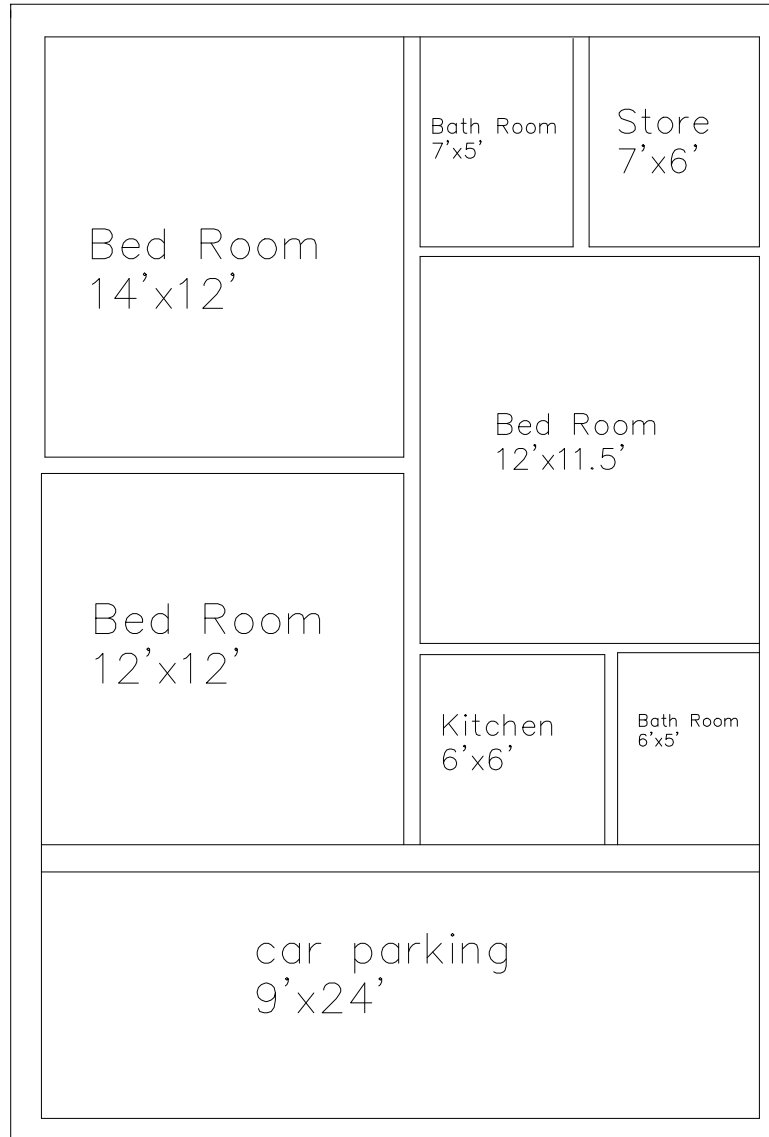 Bath Room
7'x5'
Store
7'x6'
Bed Room
14'x12'
Bed Room
12'x11.5'
Bed Room
12'x12'
Kitchen
6'x6'
Bath Room
6'x5'
car parking
9'x24'